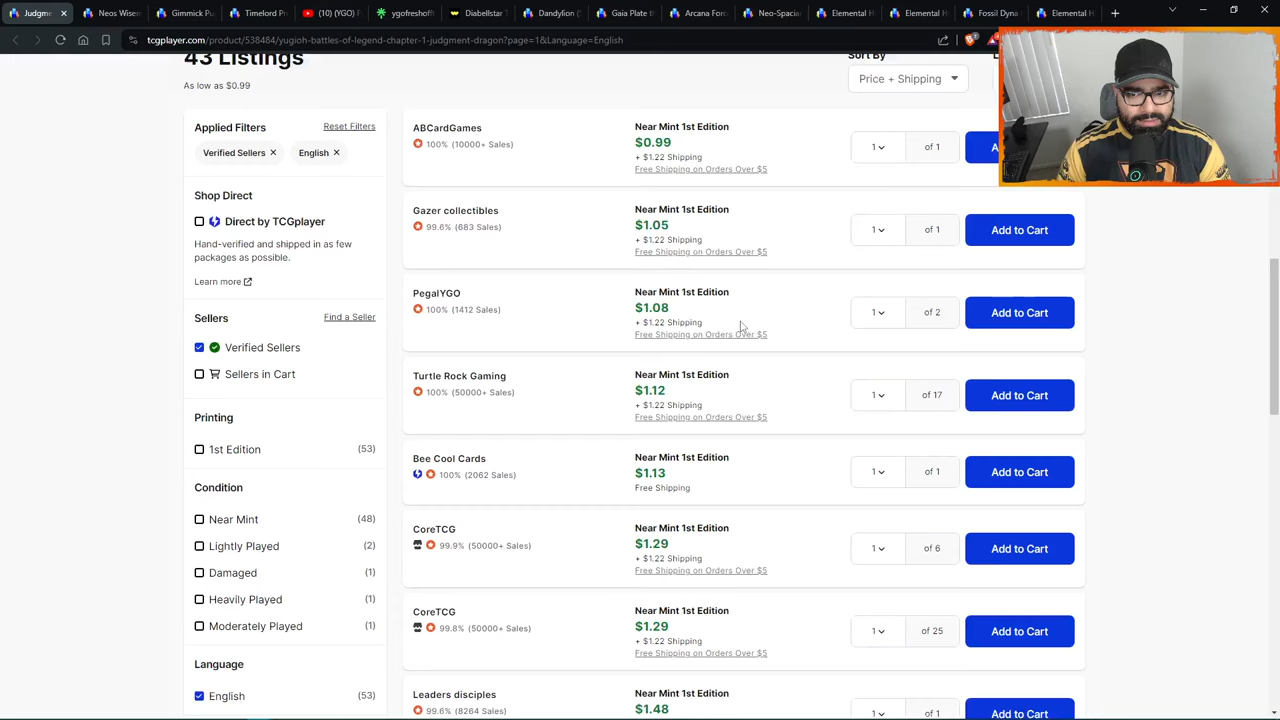 Judgm
Neos Wisem
Gimmick Pu
Timelord Pr
(10) (YGO) F
ygofreshoft
Diabellstar
Dandylion (
Gaia Plate th
Arcana Forc
Neo-Spacian
Elemental H
Elemental H
Fossil Dyna
Elemental H
tcgplayer.com/product/538484/yugioh-battles-of-legend-chapter-1-judgment-dragon?page=1&Language=English
43 Listings
As low as $0.99
Sort By
Price + Shipping
Applied Filters
Reset Filters
Verified Sellers ✕
English ✕
Shop Direct
Direct by TCGplayer
Hand-verified and shipped in as few
packages as possible.
Learn more
Sellers
Find a Seller
Verified Sellers
Sellers in Cart
Printing
1st Edition (53)
Condition
Near Mint (48)
Lightly Played (2)
Damaged (1)
Heavily Played (1)
Moderately Played (1)
Language
English (53)
ABCardGames
100% (10000+ Sales)
Near Mint 1st Edition
$0.99
+ $1.22 Shipping
Free Shipping on Orders Over $5
1 of 1
A
Gazer collectibles
99.6% (683 Sales)
Near Mint 1st Edition
$1.05
+ $1.22 Shipping
Free Shipping on Orders Over $5
1 of 1
Add to Cart
PegalYGO
100% (1412 Sales)
Near Mint 1st Edition
$1.08
+ $1.22 Shipping
Free Shipping on Orders Over $5
1 of 2
Add to Cart
Turtle Rock Gaming
100% (50000+ Sales)
Near Mint 1st Edition
$1.12
+ $1.22 Shipping
Free Shipping on Orders Over $5
1 of 17
Add to Cart
Bee Cool Cards
100% (2062 Sales)
Near Mint 1st Edition
$1.13
Free Shipping
1 of 1
Add to Cart
CoreTCG
99.9% (50000+ Sales)
Near Mint 1st Edition
$1.29
+ $1.22 Shipping
Free Shipping on Orders Over $5
1 of 6
Add to Cart
CoreTCG
99.8% (50000+ Sales)
Near Mint 1st Edition
$1.29
+ $1.22 Shipping
Free Shipping on Orders Over $5
1 of 25
Add to Cart
Leaders disciples
99.6% (8264 Sales)
Near Mint 1st Edition
$1.48
1 of 1
Add to Cart